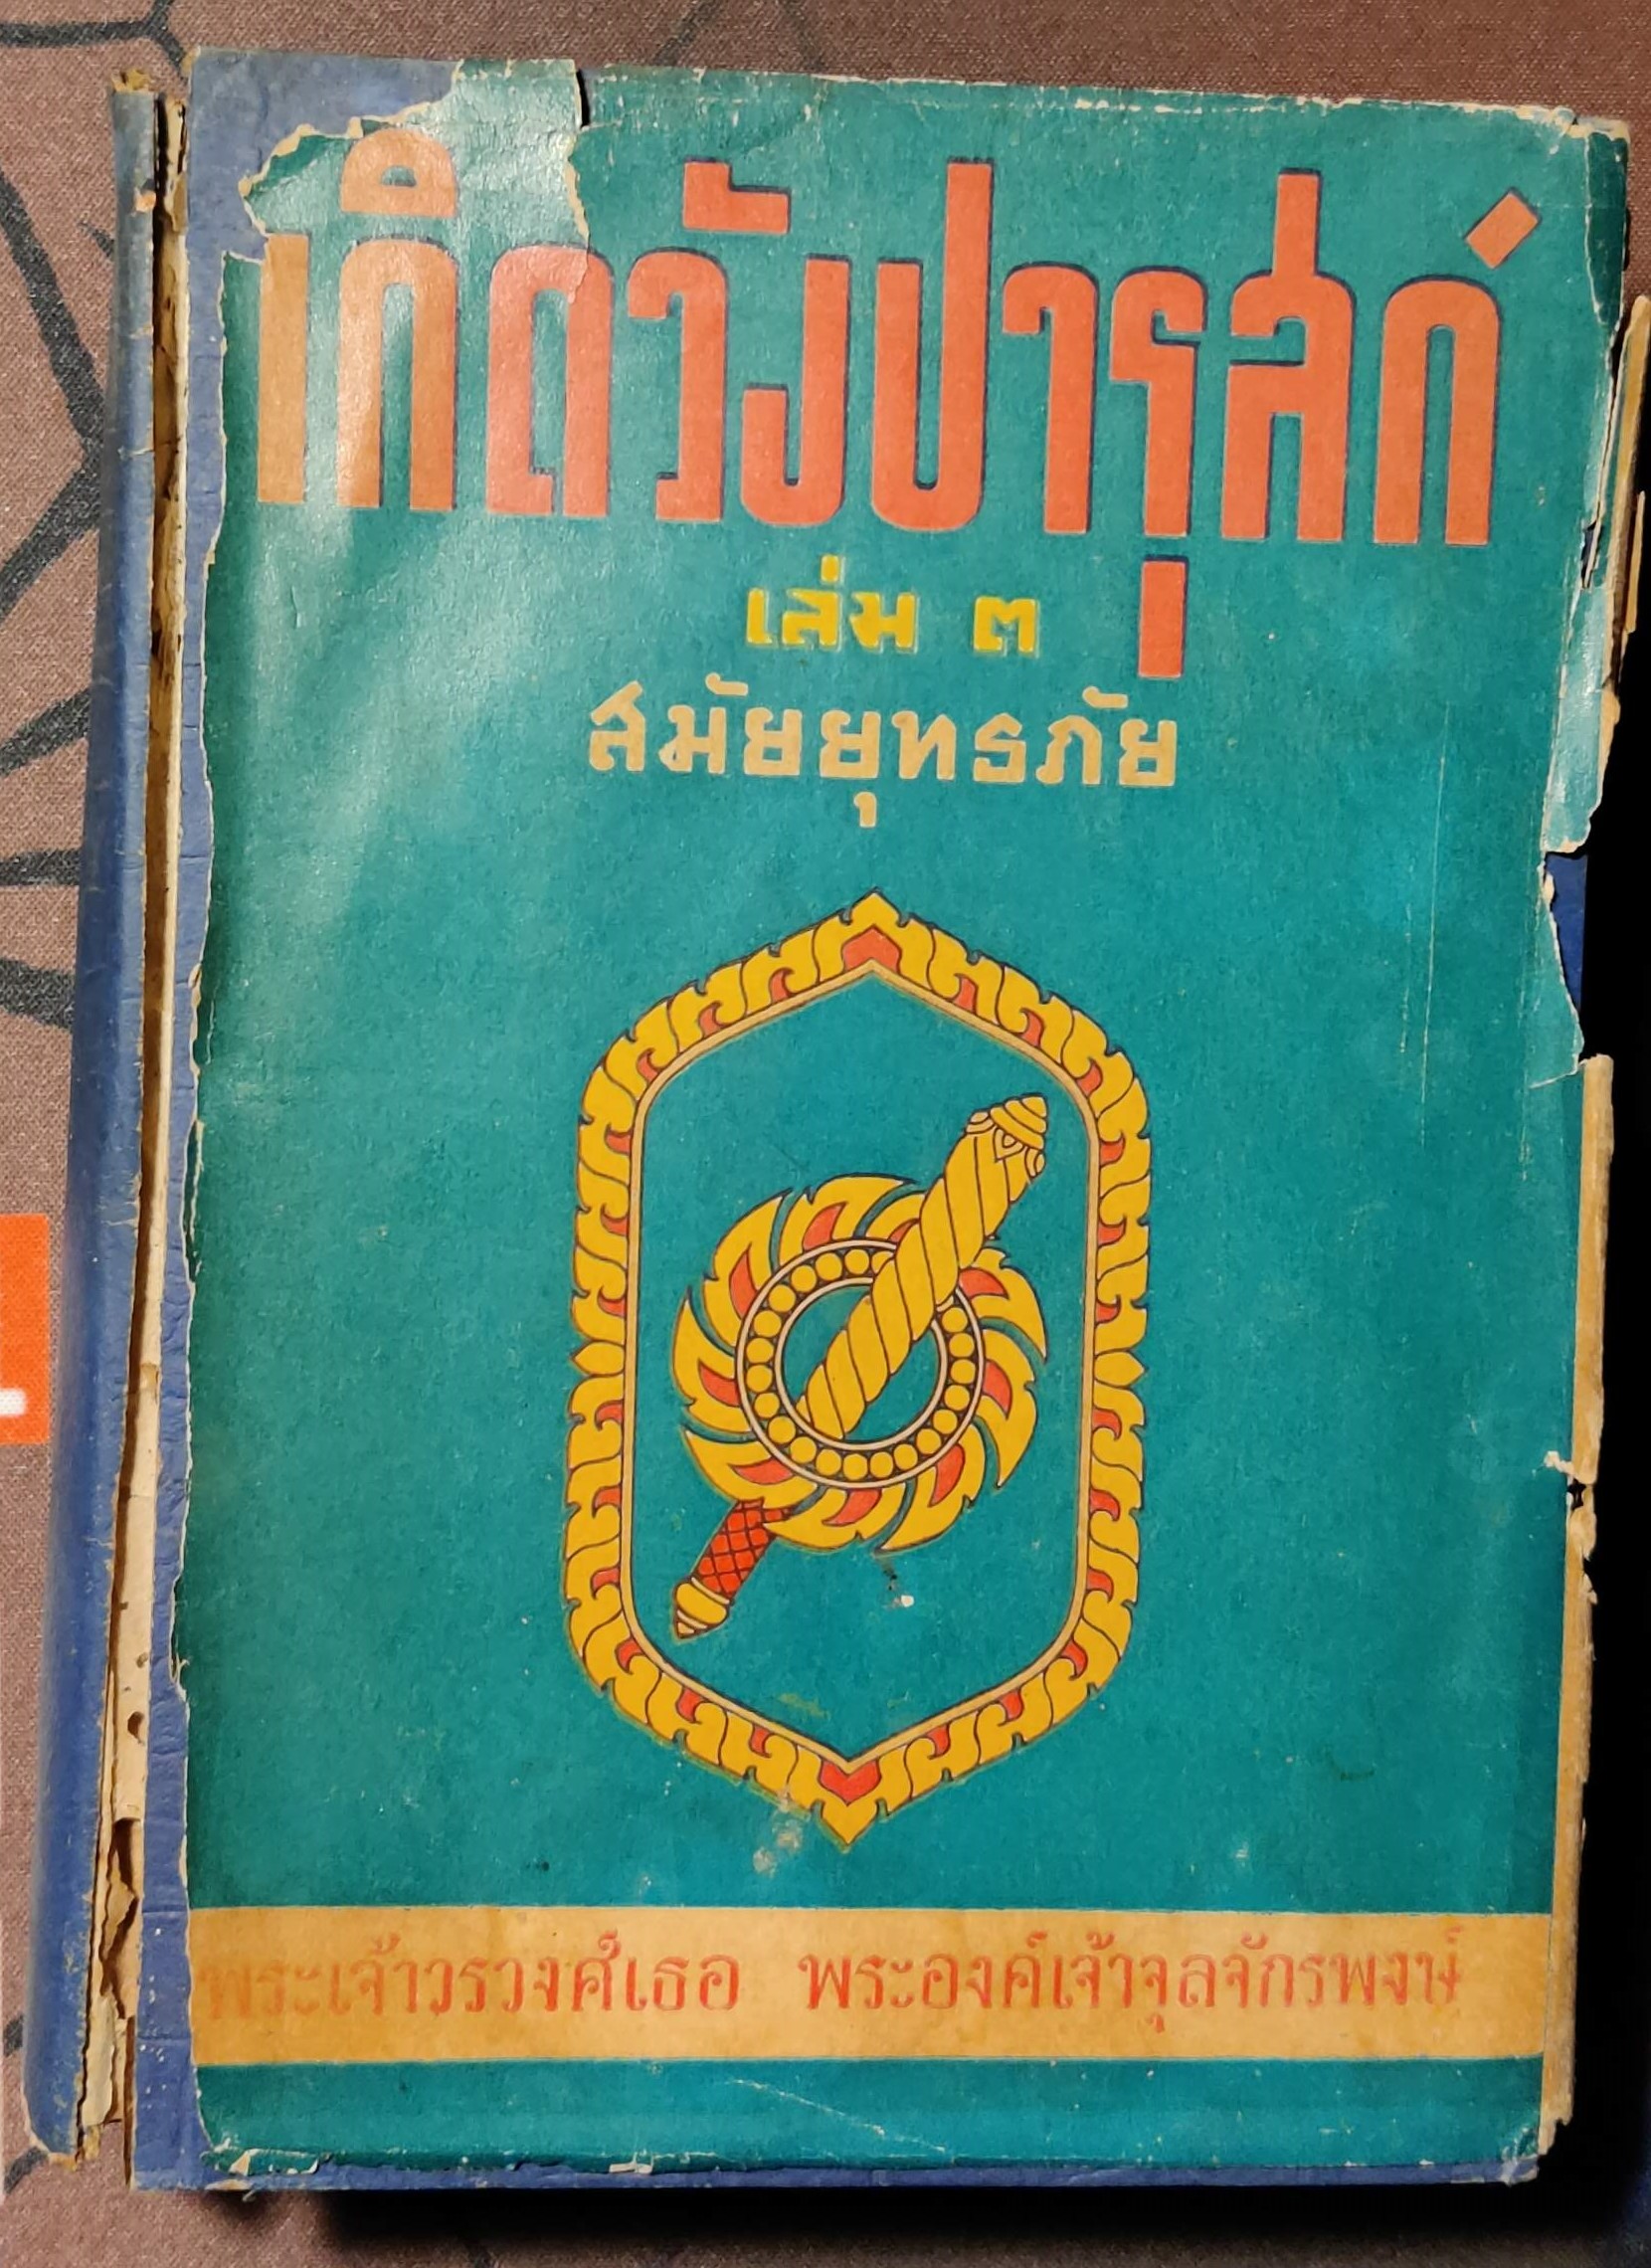 เกิดวังปารุสก์
เล่ม ๓
สมัยยุทธภัย
พระเจ้าวรวงศ์เธอ พระองค์เจ้าจุลจักรพงษ์